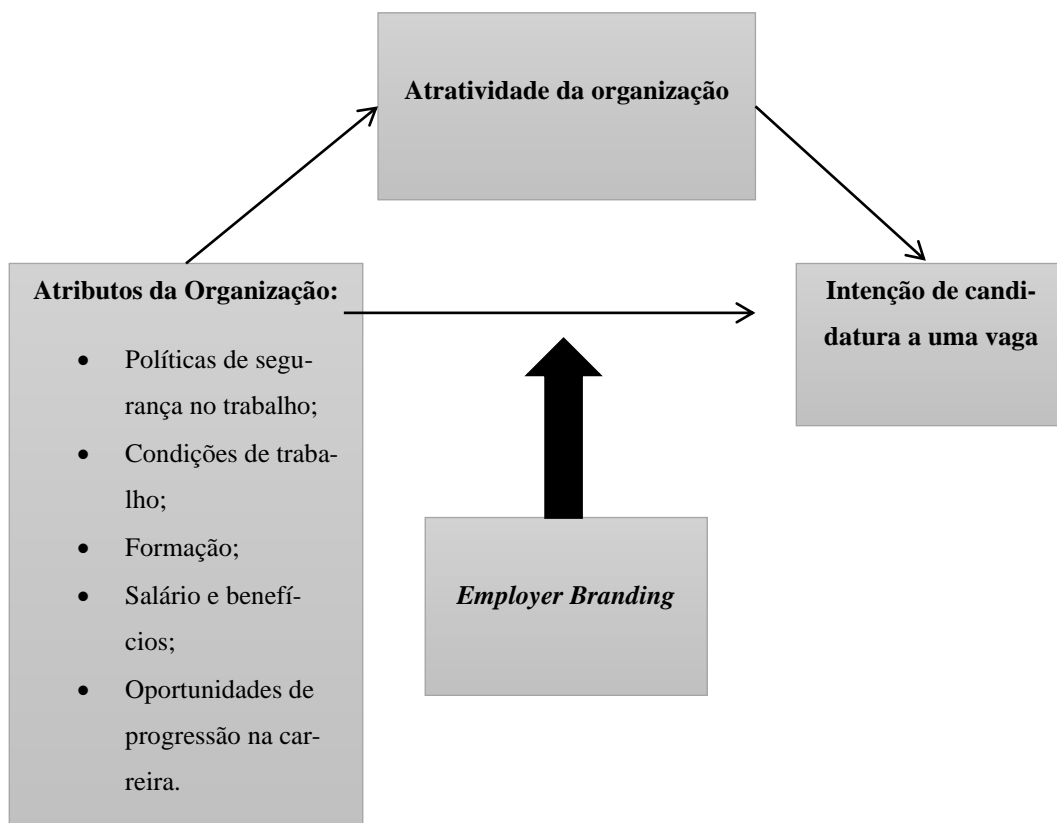 Atratividade da organização
Atributos da Organização:
• Políticas de segu-
rança no trabalho;
• Condições de traba-
lho;
• Formação;
• Salário e benefí-
cios;
• Oportunidades de
progressão na car-
reira.
Intenção de candi-
datura a uma vaga
Employer Branding